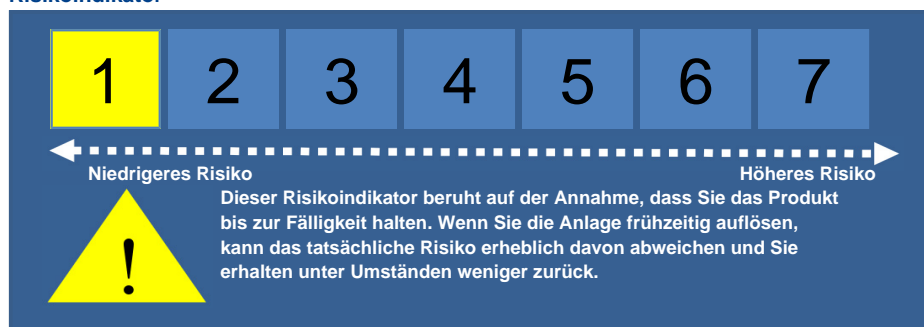 Risikoindikator
1 2 3 4 5 6 7
Niedrigeres Risiko Höheres Risiko
Dieser Risikoindikator beruht auf der Annahme, dass Sie das Produkt
bis zur Fälligkeit halten. Wenn Sie die Anlage frühzeitig auflösen,
kann das tatsächliche Risiko erheblich davon abweichen und Sie
erhalten unter Umständen weniger zurück.
!